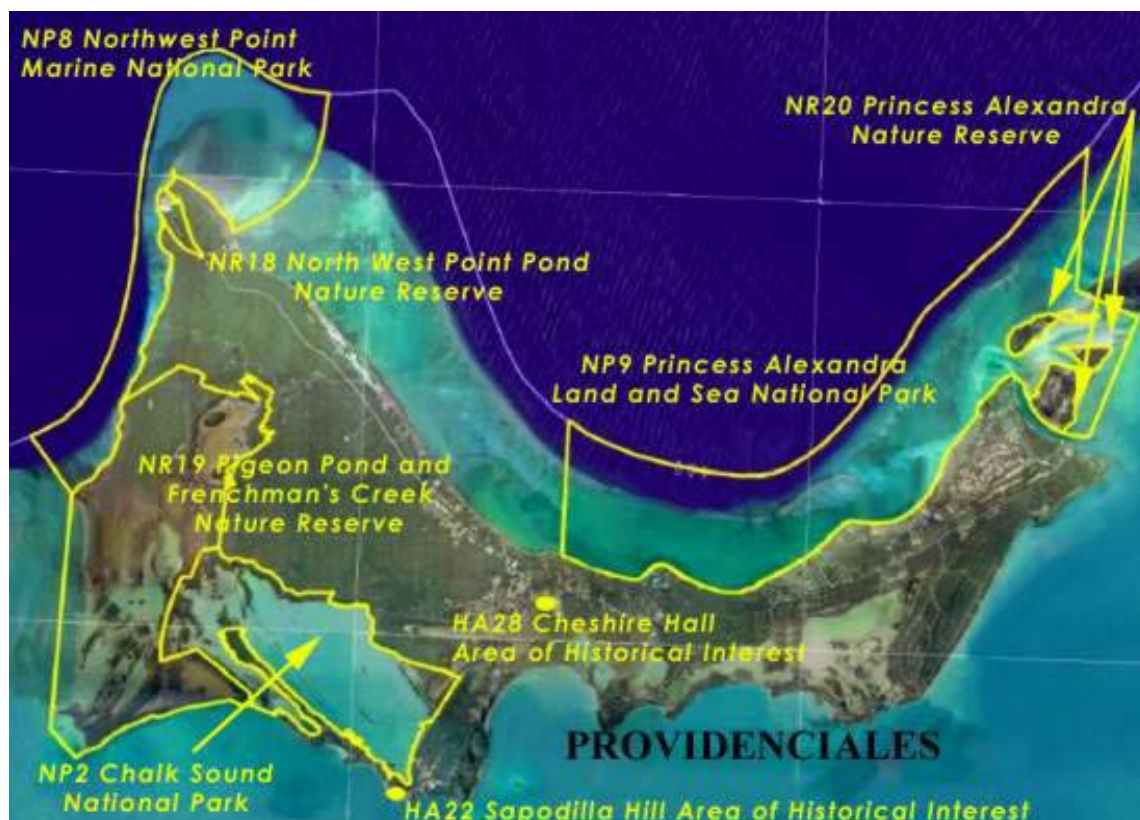 NP8 Northwest Point
Marine National Park
NR20 Princess Alexandra
Nature Reserve
NR18 North West Point Pond
Nature Reserve
NP9 Princess Alexandra
Land and Sea National Park
NR19 Pigeon Pond and
Frenchman's Creek
Nature Reserve
HA28 Cheshire Hall
Area of Historical Interest
PROVIDENCIALES
NP2 Chalk Sound
National Park
HA22 Sapodilla Hill Area of Historical Interest